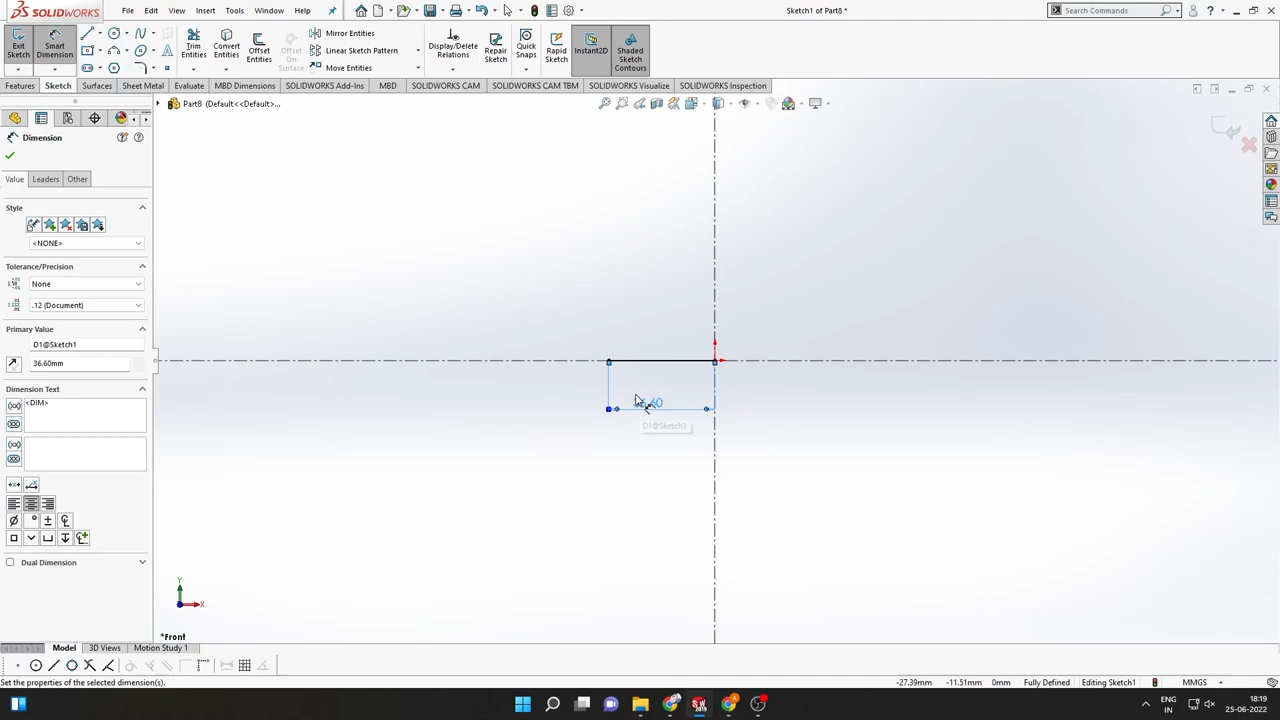 SOLIDWORKS
File Edit View Insert Tools Window
Sketch1 of Part8 *
Search Commands
Exit Sketch
Smart Dimension
Trim Entities
Convert Entities
Offset Entities
Offset On Surface
Mirror Entities
Linear Sketch Pattern
Move Entities
Display/Delete Relations
Repair Sketch
Quick Snaps
Rapid Sketch
Instant2D
Shaded Sketch Contours
Features Sketch Surfaces Sheet Metal Evaluate MBD Dimensions SOLIDWORKS Add-Ins MBD SOLIDWORKS CAM SOLIDWORKS CAM TBM SOLIDWORKS Visualize SOLIDWORKS Inspection
Part8 (Default<<Default>...
Dimension
Value Leaders Other
Style
<NONE>
Tolerance/Precision
None
.12 (Document)
Primary Value
D1@Sketch1
36.60mm
Dimension Text
<DIM>
Dual Dimension
D1@Sketch1
Y
X
*Front
Model 3D Views Motion Study 1
Set the properties of the selected dimension(s).
-27.39mm -11.51mm 0mm Fully Defined Editing Sketch1 MMGS
ENG
IN
18:19
25-06-2022